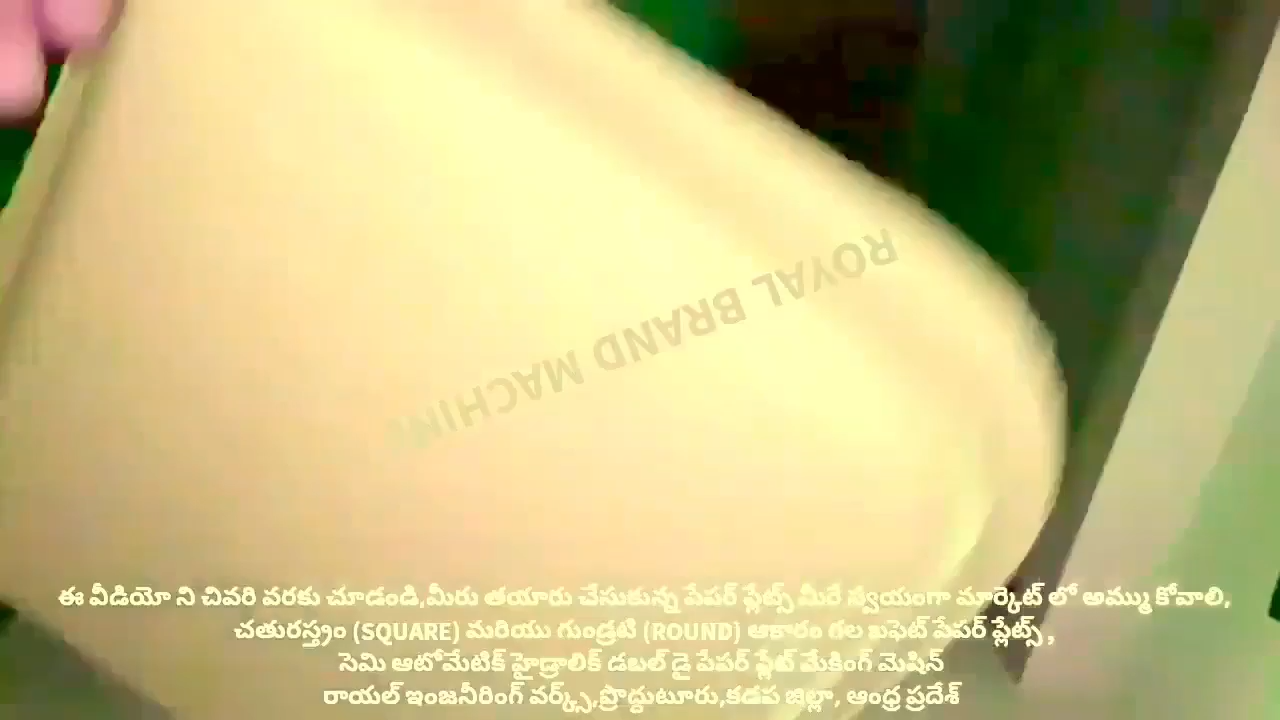 ROYAL BRAND MACHIN
ఈ వీడియో ని చివరి వరకు చూడండి,మీరు తయారు చేసుకున్న పేపర్ ప్లేట్స్ మీరే స్వయంగా మార్కెట్ లో అమ్ము కోవాలి,
చతురస్త్రం (SQUARE) మరియు గుండ్రటి (ROUND) ఆకారం గల బఫెట్ పేపర్ ప్లేట్స్ ,
సెమి ఆటోమేటిక్ హైడ్రాలిక్ డబల్ డై పేపర్ ప్లేట్ మేకింగ్ మెషిన్
రాయల్ ఇంజనీరింగ్ వర్క్స్,ప్రొద్దుటూరు,కడప జిల్లా, ఆంధ్ర ప్రదేశ్